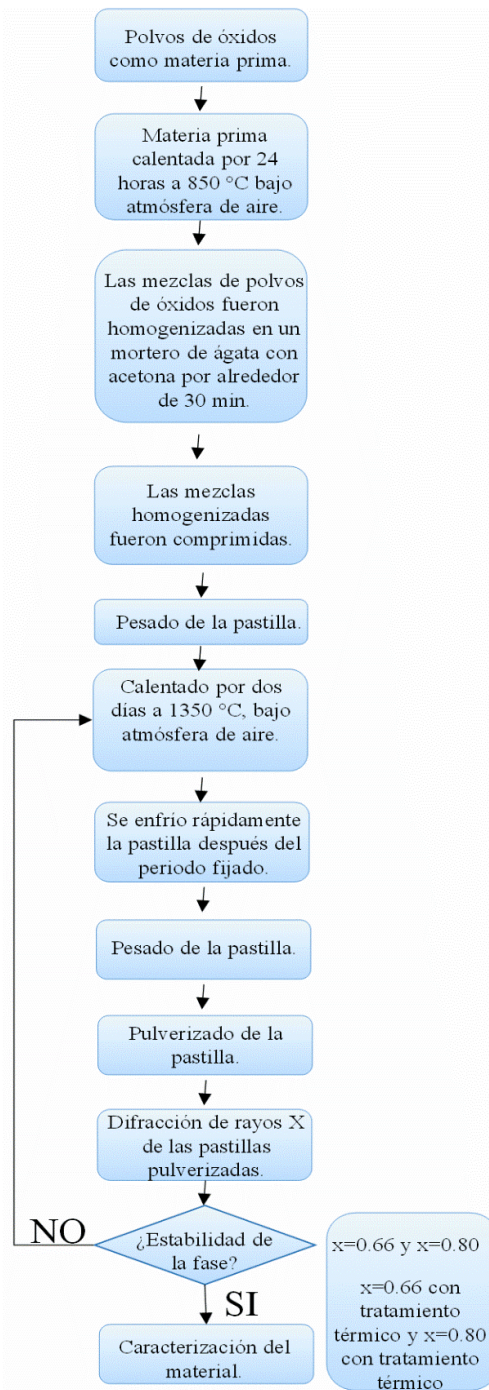 Polvos de óxidos
como materia prima.
Materia prima
calentada por 24
horas a 850 °C bajo
atmósfera de aire.
Las mezclas de polvos
de óxidos fueron
homogenizadas en un
mortero de ágata con
acetona por alrededor
de 30 min.
Las mezclas
homogenizadas
fueron comprimidas.
Pesado de la pastilla.
Calentado por dos
días a 1350 °C, bajo
atmósfera de aire.
Se enfrio rápidamente
la pastilla después del
periodo fijado.
Pesado de la pastilla.
Pulverizado de la
pastilla.
Difracción de rayos X
de las pastillas
pulverizadas.
¿Estabilidad de
la fase?
NO
SI
Caracterización del
material.
x=0.66 y x=0.80
x=0.66 con
tratamiento
térmico y x=0.80
con tratamiento
térmico